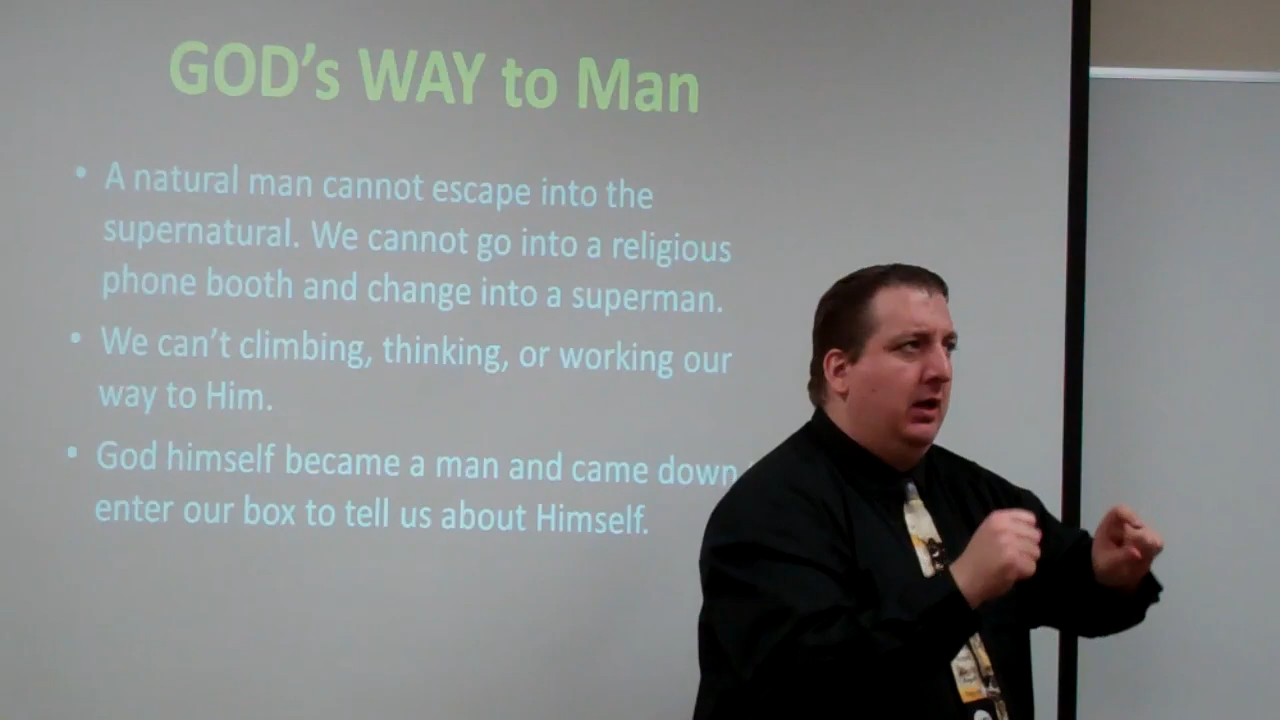 GOD's WAY to Man
• A natural man cannot escape into the
supernatural. We cannot go into a religious
phone booth and change into a superman.
• We can't climbing, thinking, or working our
way to Him.
• God himself became a man and came down
enter our box to tell us about Himself.